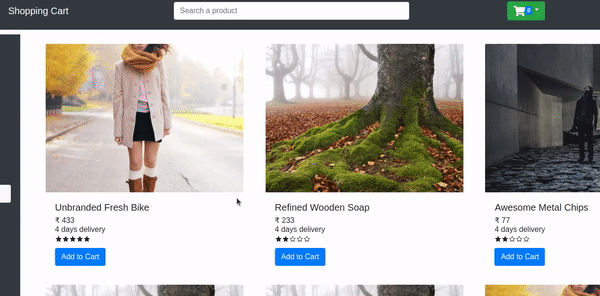 Shopping Cart
Search a product
0
Unbranded Fresh Bike
₹ 433
4 days delivery
Add to Cart
Refined Wooden Soap
₹ 233
4 days delivery
Add to Cart
Awesome Metal Chips
₹ 77
4 days delivery
Add to Cart